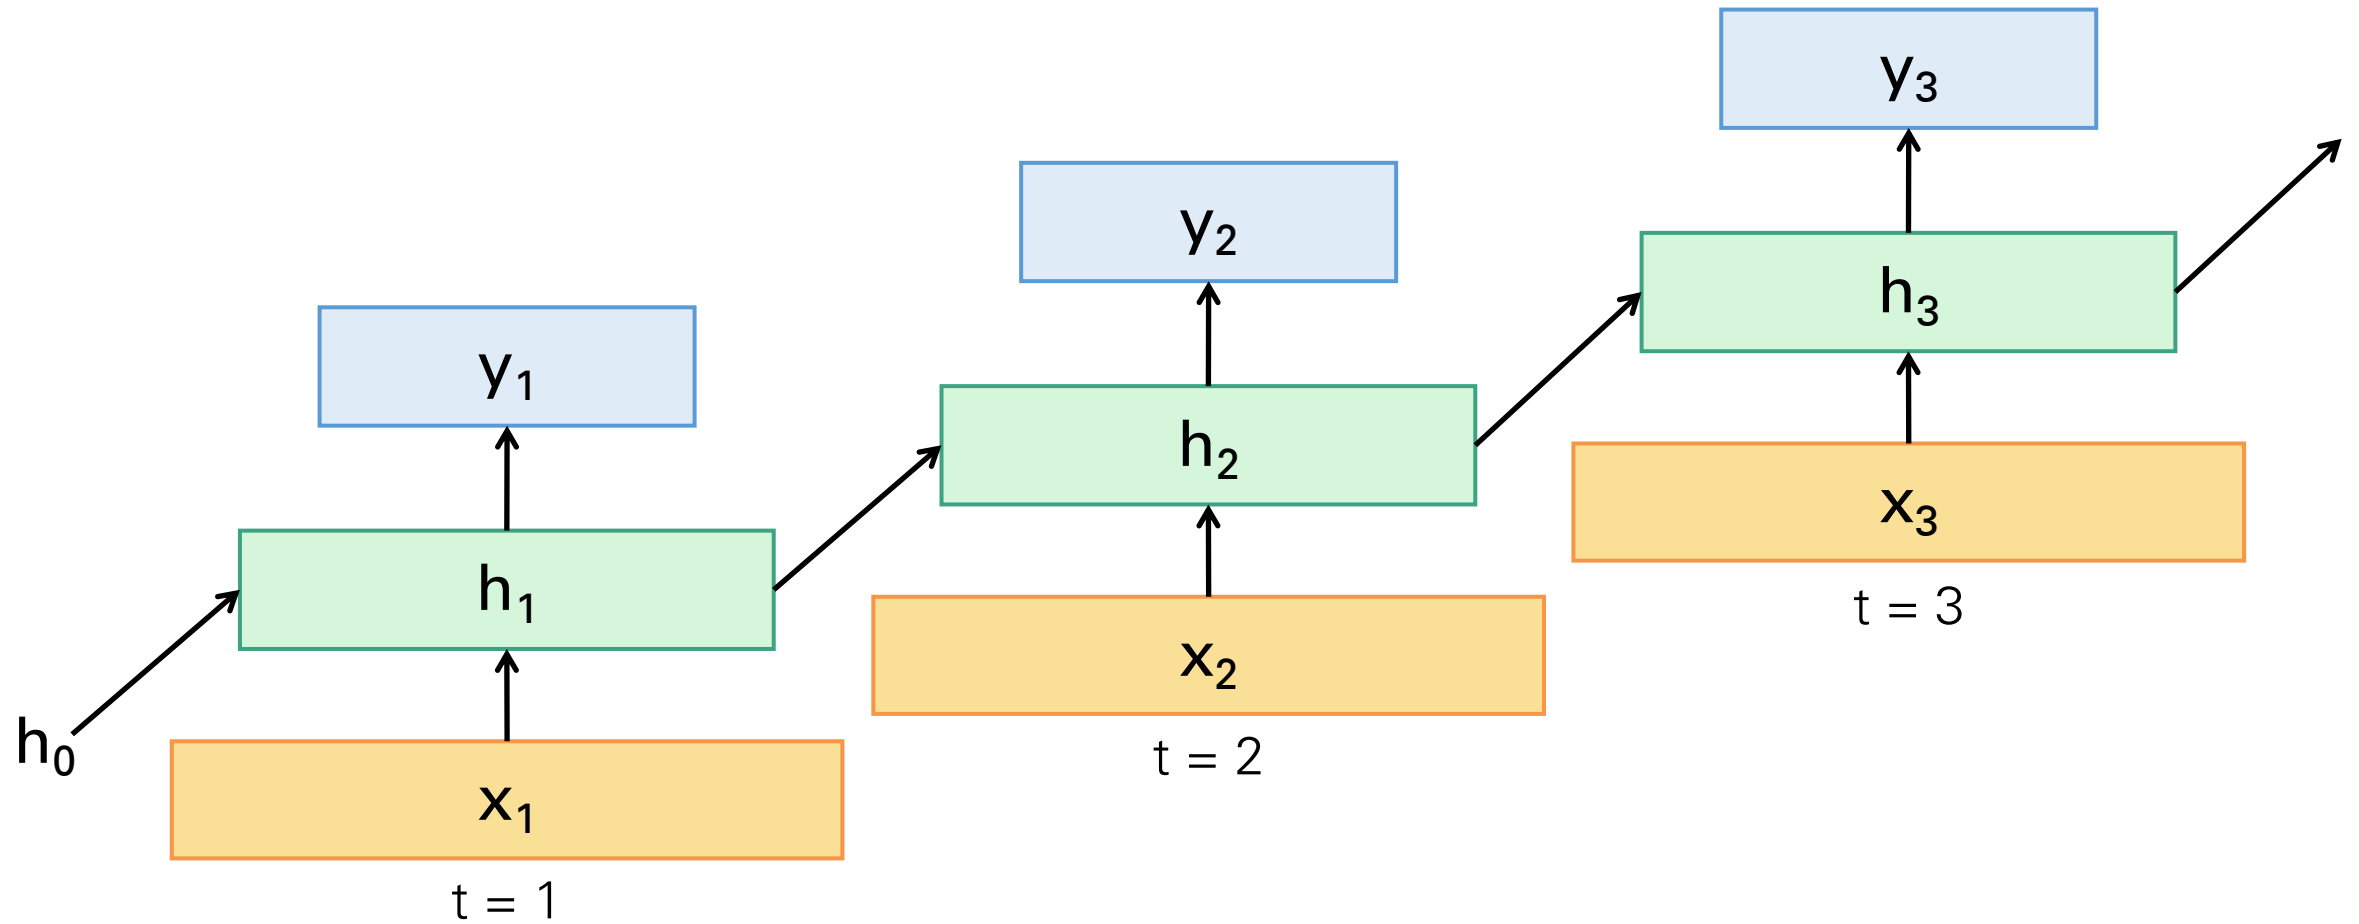 y₃
y₂
h₃
y₁
h₂
x₃
h₁
t = 3
x₂
h₀
t = 2
x₁
t = 1